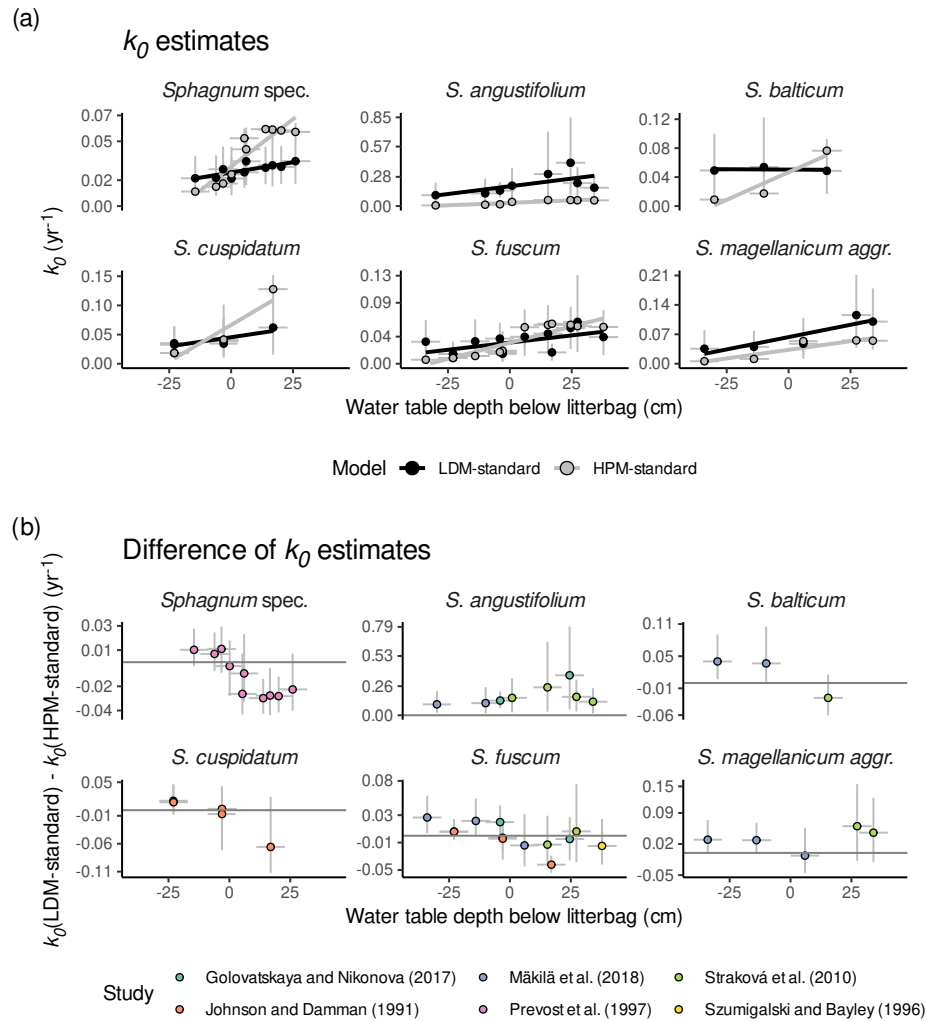 (a)
k0 estimates
Sphagnum spec.
S. angustifolium
S. balticum
0.07
0.05
0.02
0.00
0.85
0.57
0.28
0.00
0.12
0.08
0.04
0.00
S. cuspidatum
S. fuscum
S. magellanicum aggr.
0.15
0.10
0.05
0.00
0.13
0.09
0.04
0.00
0.21
0.14
0.07
0.00
k0 (yr-1)
-25 0 25
-25 0 25
-25 0 25
Water table depth below litterbag (cm)
Model LDM-standard HPM-standard
(b)
Difference of k0 estimates
Sphagnum spec.
S. angustifolium
S. balticum
0.03
0.01
-0.02
-0.04
0.79
0.53
0.26
0.00
0.11
0.05
-0.01
-0.06
S. cuspidatum
S. fuscum
S. magellanicum aggr.
0.05
-0.01
-0.06
-0.11
0.08
0.03
-0.01
-0.05
0.15
0.09
0.02
-0.05
k0(LDM-standard) - k0(HPM-standard) (yr-1)
-25 0 25
-25 0 25
-25 0 25
Water table depth below litterbag (cm)
Study
Golovatskaya and Nikonova (2017)
Mäkilä et al. (2018)
Straková et al. (2010)
Johnson and Damman (1991)
Prevost et al. (1997)
Szumigalski and Bayley (1996)